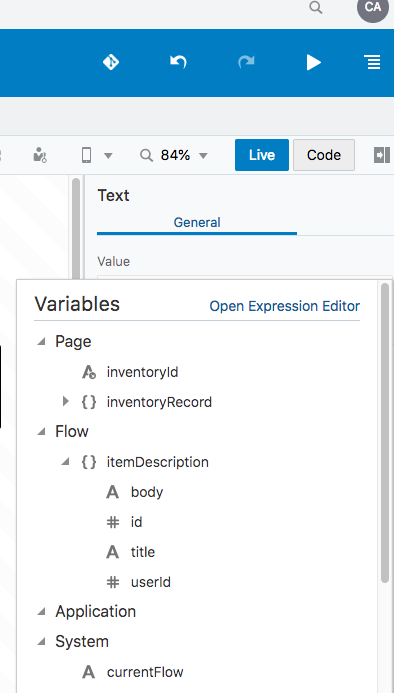 CA
84%
Live
Code
Text
General
Value
Variables
Open Expression Editor
Page
inventoryId
inventoryRecord
Flow
itemDescription
body
id
title
userId
Application
System
currentFlow